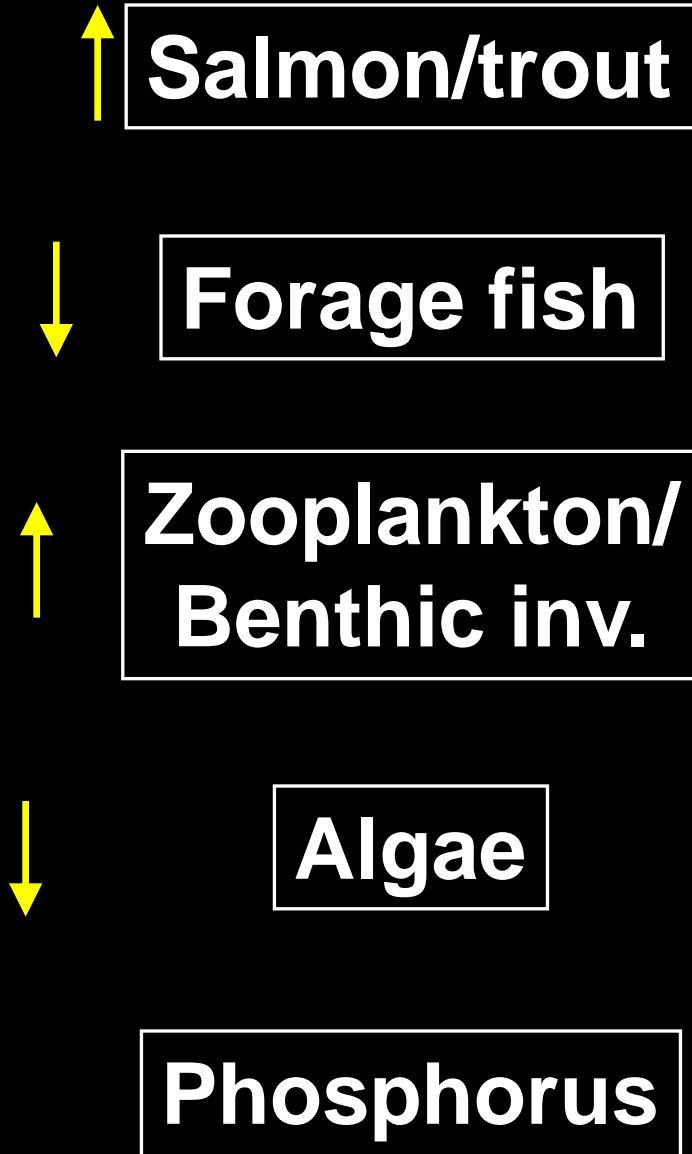 Salmon/trout
Forage fish
Zooplankton/
Benthic inv.
Algae
Phosphorus